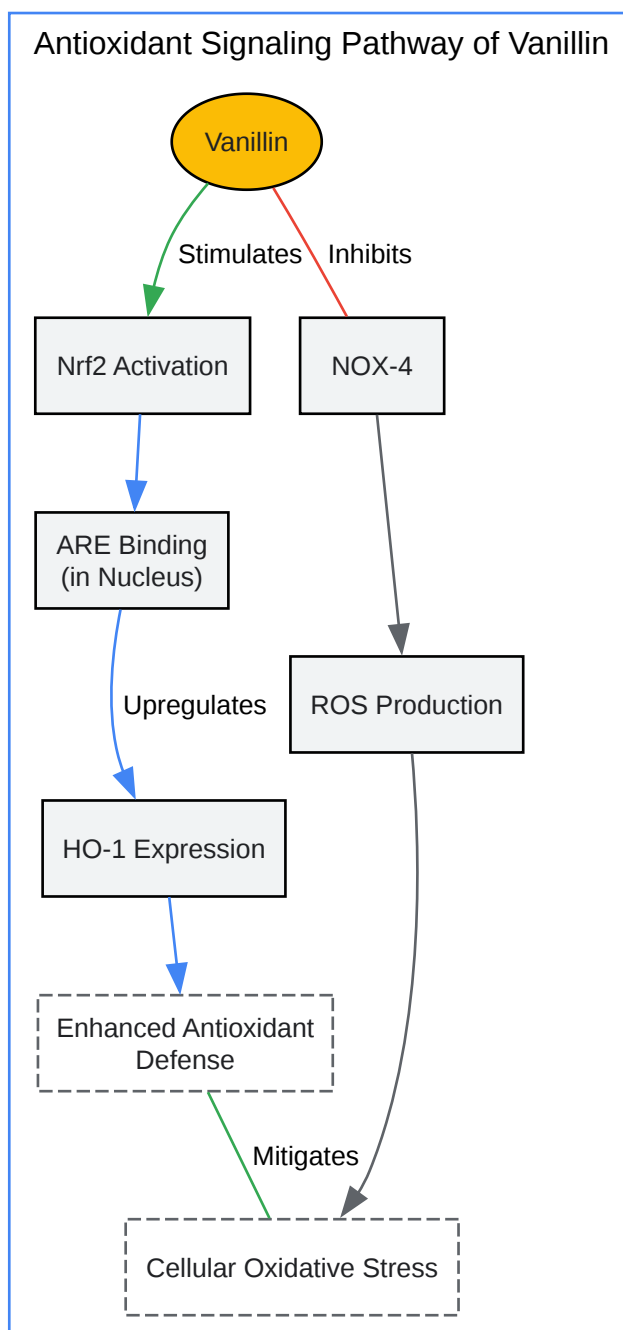 Antioxidant Signaling Pathway of Vanillin
Vanillin
Stimulates
Inhibits
Nrf2 Activation
NOX-4
ARE Binding
(in Nucleus)
Upregulates
ROS Production
HO-1 Expression
Enhanced Antioxidant
Defense
Mitigates
Cellular Oxidative Stress